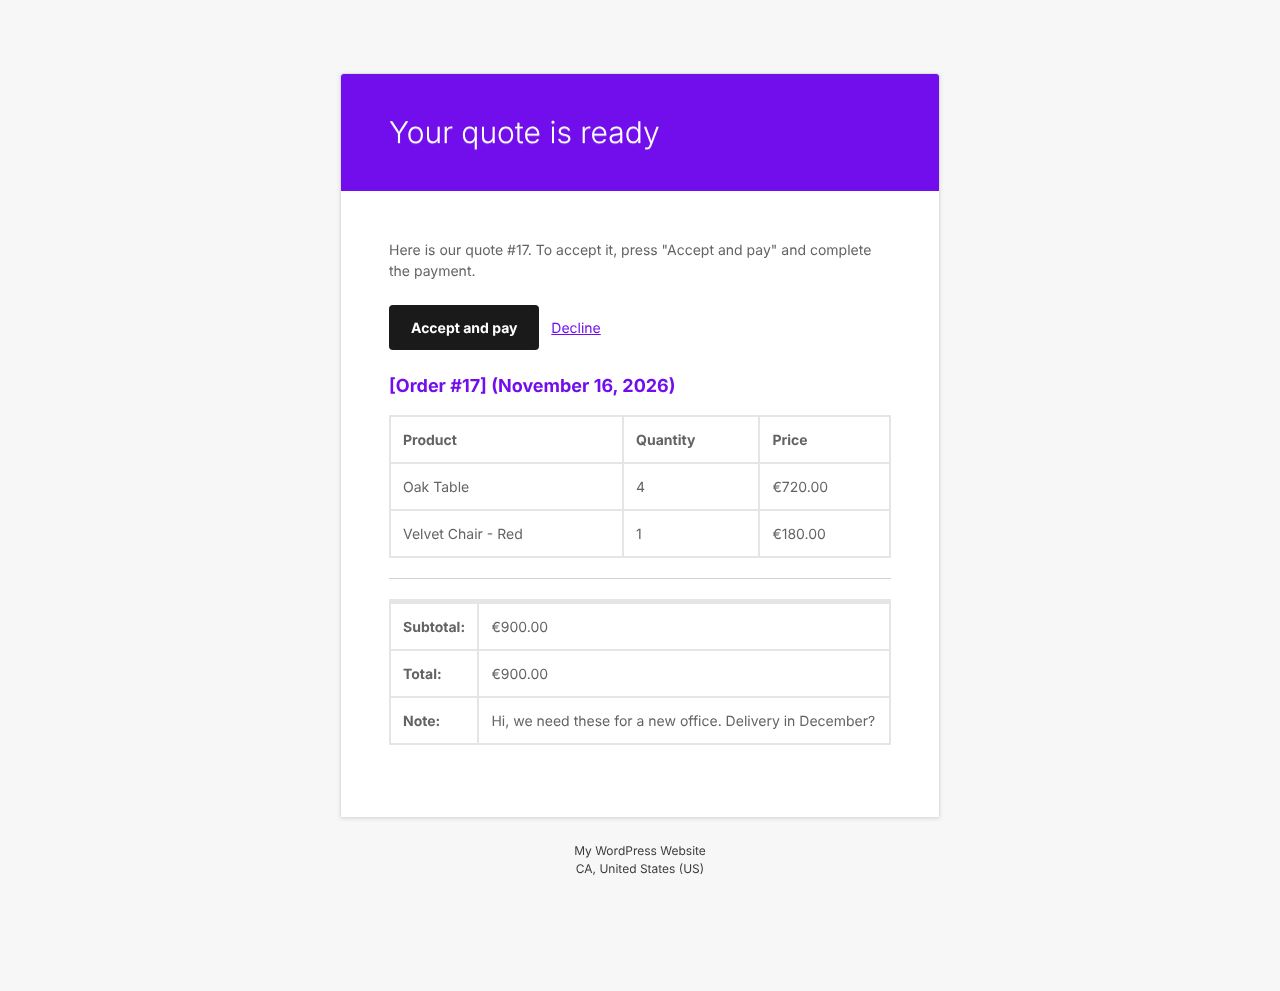 Your quote is ready
Here is our quote #17. To accept it, press "Accept and pay" and complete
the payment.
Accept and pay Decline
[Order #17] (November 16, 2026)
Product Quantity Price
Oak Table 4 €720.00
Velvet Chair - Red 1 €180.00
Subtotal: €900.00
Total: €900.00
Note: Hi, we need these for a new office. Delivery in December?
My WordPress Website
CA, United States (US)